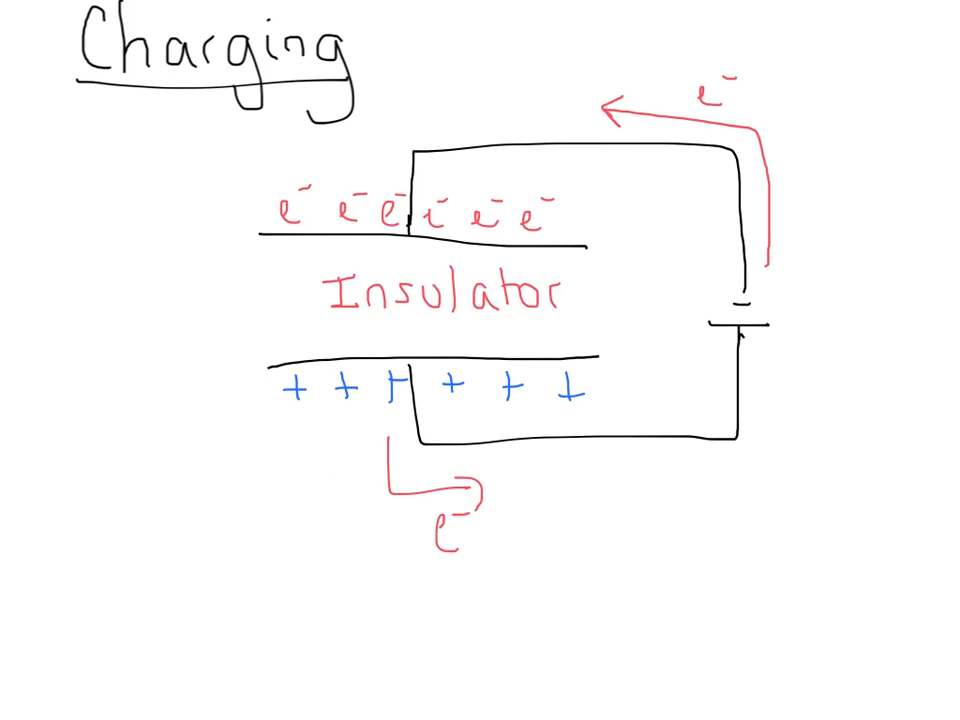 Charging
e⁻
e⁻ e⁻ e⁻ e⁻ e⁻ e⁻
Insulator
+ + + + + +
e⁻